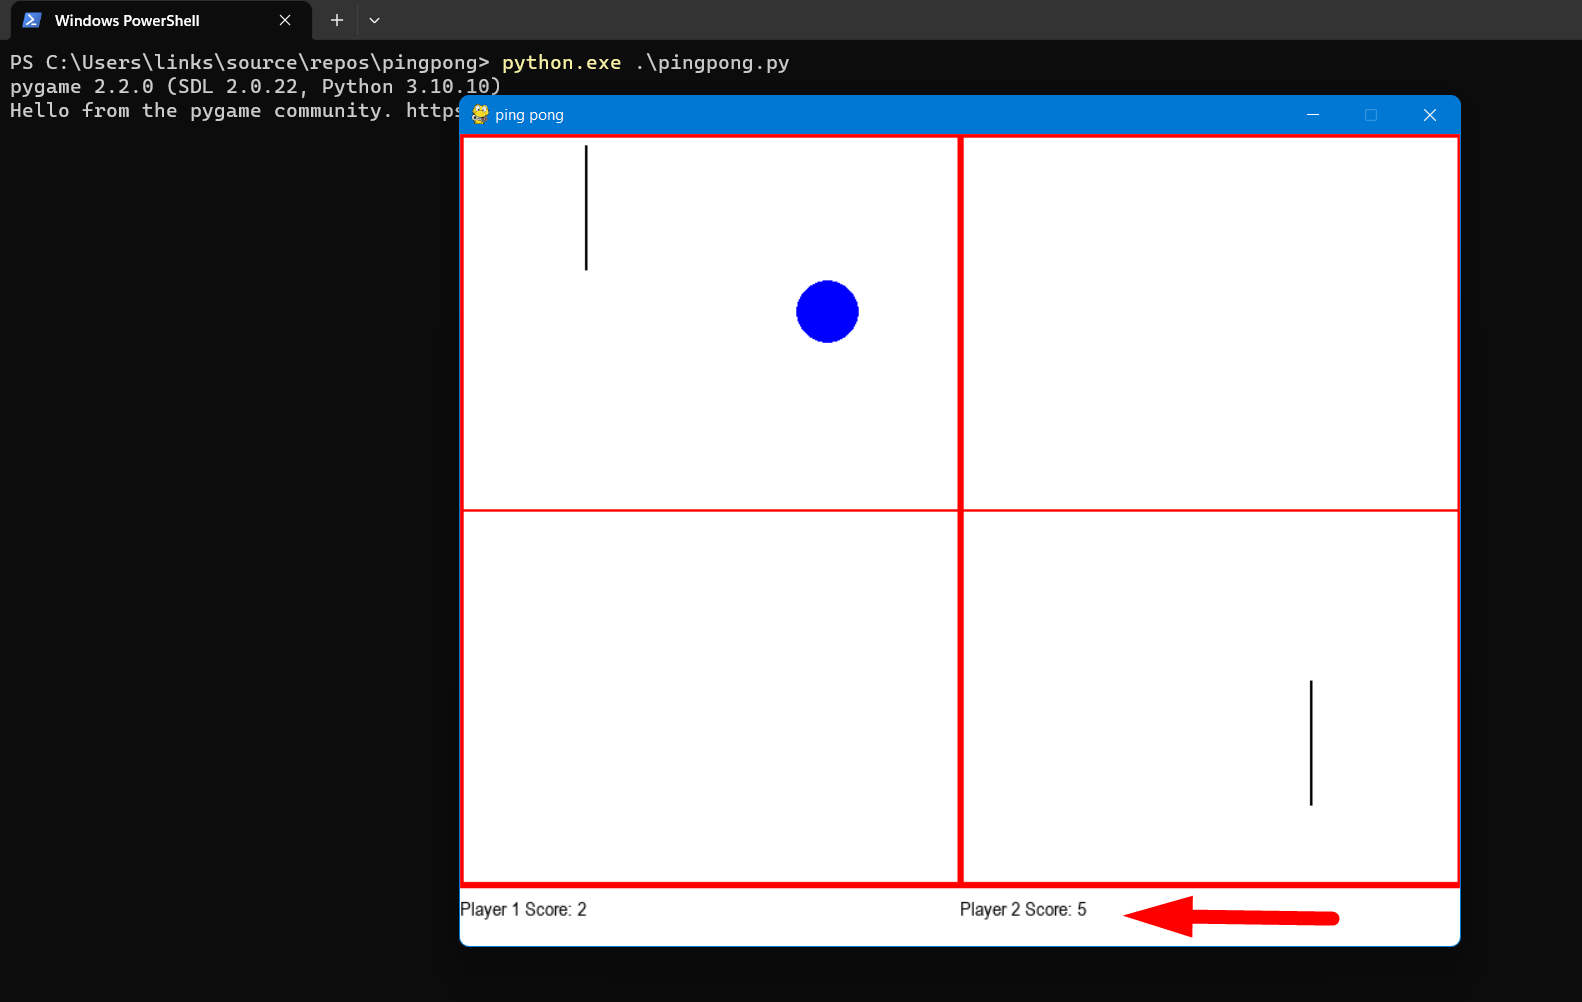 Windows PowerShell
PS C:\Users\links\source\repos\pingpong> python.exe .\pingpong.py
pygame 2.2.0 (SDL 2.0.22, Python 3.10.10)
Hello from the pygame community. https
ping pong
Player 1 Score: 2
Player 2 Score: 5